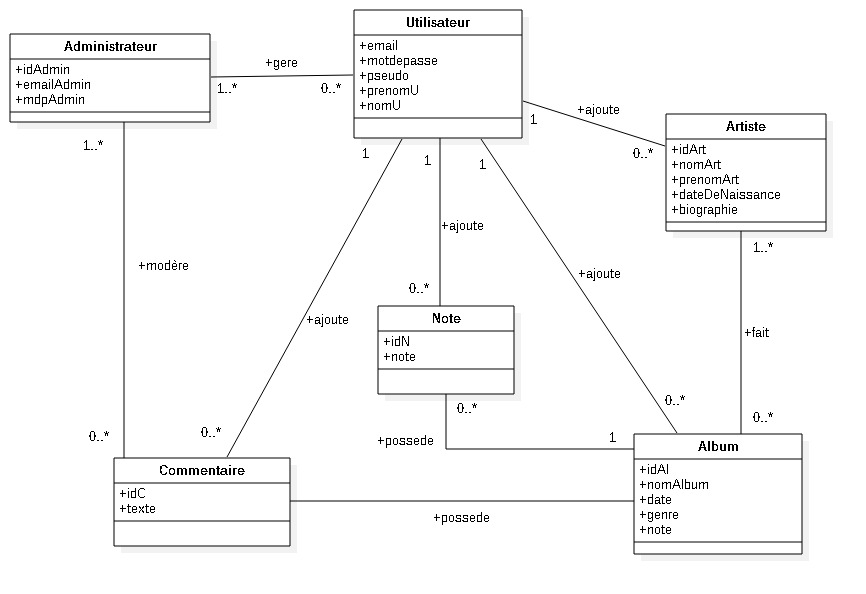 Administrateur
+idAdmin
+emailAdmin
+mdpAdmin
+gere
1..*
0..*
Utilisateur
+email
+motdepasse
+pseudo
+prenomU
+nomU
+ajoute
1
0..*
Artiste
+idArt
+nomArt
+prenomArt
+dateDeNaissance
+biographie
1..*
+modère
0..*
1
+ajoute
0..*
1
+ajoute
0..*
1
+ajoute
0..*
1..*
+fait
0..*
Note
+idN
+note
0..*
+possede
1
Commentaire
+idC
+texte
+possede
Album
+idAl
+nomAlbum
+date
+genre
+note